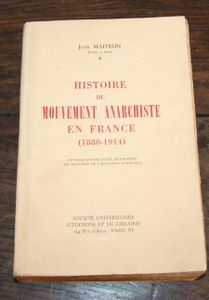 Jean MAITRON
HISTOIRE
DU
MOUVEMENT ANARCHISTE
EN FRANCE
(1880-1914)
SOCIÉTÉ UNIVERSITAIRE
D'ÉDITIONS ET DE LIBRAIRIE
PARIS VI